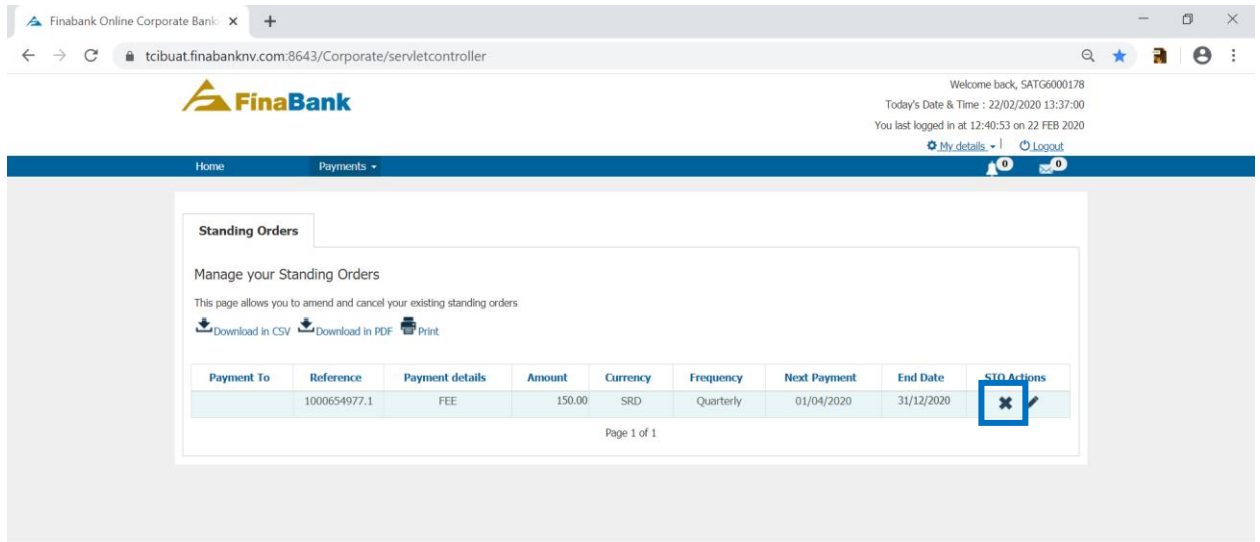 Finabank Online Corporate Bank
tcibuat.finabanknv.com:8643/Corporate/servletcontroller
FinaBank
Welcome back, SATG6000178
Today's Date & Time : 22/02/2020 13:37:00
You last logged in at 12:40:53 on 22 FEB 2020
My details Logout
Home Payments 0 0
Standing Orders
Manage your Standing Orders
This page allows you to amend and cancel your existing standing orders
Download in CSV Download in PDF Print
Payment To Reference Payment details Amount Currency Frequency Next Payment End Date STO Actions
1000654977.1 FEE 150.00 SRD Quarterly 01/04/2020 31/12/2020
Page 1 of 1